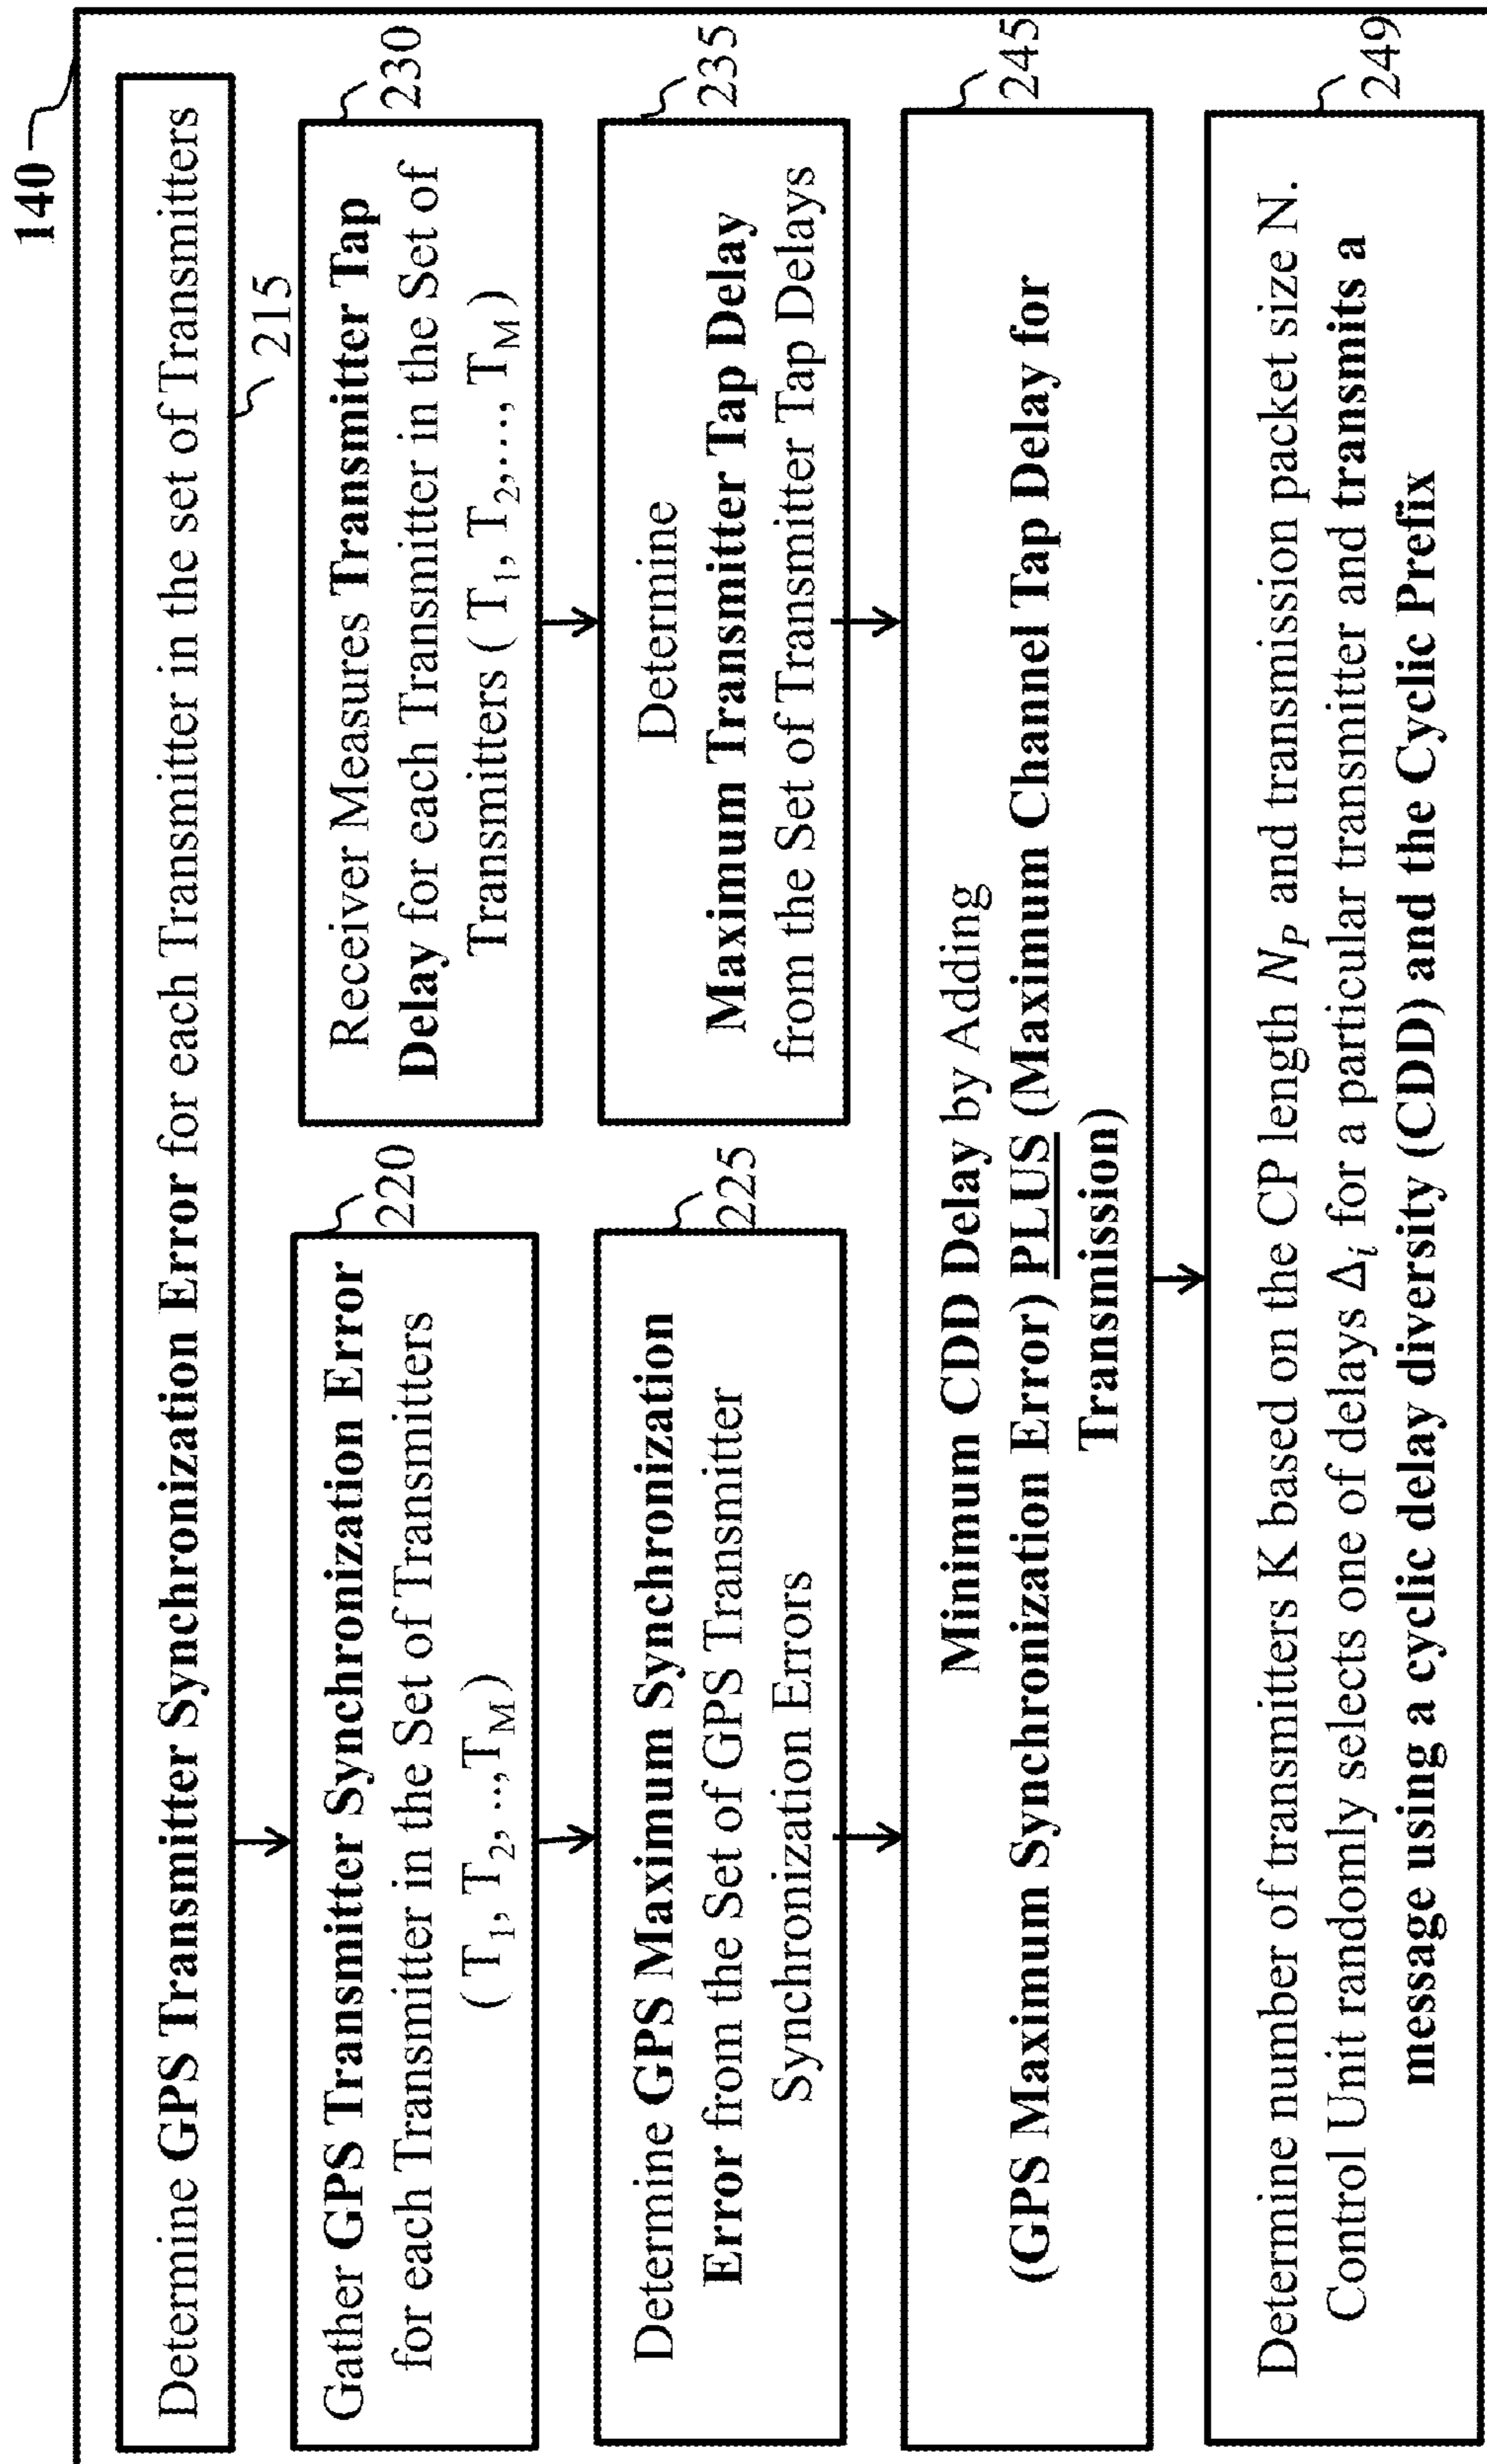 140
Determine GPS Transmitter Synchronization Error for each Transmitter in the set of Transmitters
215
Gather GPS Transmitter Synchronization Error
for each Transmitter in the Set of Transmitters
( T₁, T₂, ..,T_M)
220
Receiver Measures Transmitter Tap
Delay for each Transmitter in the Set of
Transmitters ( T₁, T₂,…, T_M)
230
Determine GPS Maximum Synchronization
Error from the Set of GPS Transmitter
Synchronization Errors
225
Determine
Maximum Transmitter Tap Delay
from the Set of Transmitter Tap Delays
235
Minimum CDD Delay by Adding
(GPS Maximum Synchronization Error) PLUS (Maximum Channel Tap Delay for
Transmission)
245
Determine number of transmitters K based on the CP length N_P and transmission packet size N.
Control Unit randomly selects one of delays Δᵢ for a particular transmitter and transmits a
message using a cyclic delay diversity (CDD) and the Cyclic Prefix
249